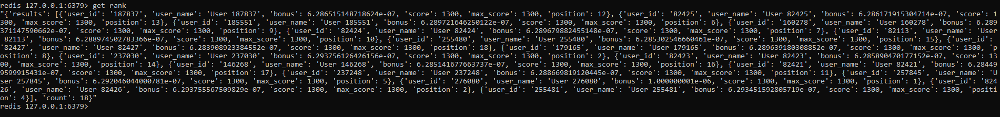 redis 127.0.0.1:6379> get rank
"{'results': [{'user_id': '187837', 'user_name': 'User 187837', 'bonus': 6.286515148718624e-07, 'score': 1300, 'max_score': 1300, 'position': 12}, {'user_id': '82425', 'user_name': 'User 82425', 'bonus': 6.286171915304714e-07, 'score': 1
300, 'max_score': 1300, 'position': 13}, {'user_id': '185551', 'user_name': 'User 185551', 'bonus': 6.289721646250122e-07, 'score': 1300, 'max_score': 1300, 'position': 6}, {'user_id': '160278', 'user_name': 'User 160278', 'bonus': 6.289
371147590662e-07, 'score': 1300, 'max_score': 1300, 'position': 9}, {'user_id': '82424', 'user_name': 'User 82424', 'bonus': 6.289679882455148e-07, 'score': 1300, 'max_score': 1300, 'position': 7}, {'user_id': '82113', 'user_name': 'User
 82113', 'bonus': 6.288974502783366e-07, 'score': 1300, 'max_score': 1300, 'position': 10}, {'user_id': '255480', 'user_name': 'User 255480', 'bonus': 6.285302546660461e-07, 'score': 1300, 'max_score': 1300, 'position': 15}, {'user_id':
'82427', 'user_name': 'User 82427', 'bonus': 6.283908923384552e-07, 'score': 1300, 'max_score': 1300, 'position': 18}, {'user_id': '179165', 'user_name': 'User 179165', 'bonus': 6.289639180308852e-07, 'score': 1300, 'max_score': 1300, 'p
osition': 8}, {'user_id': '237030', 'user_name': 'User 237030', 'bonus': 6.293756126426156e-07, 'score': 1300, 'max_score': 1300, 'position': 2}, {'user_id': '82423', 'user_name': 'User 82423', 'bonus': 6.285890470177152e-07, 'score': 13
00, 'max_score': 1300, 'position': 14}, {'user_id': '146268', 'user_name': 'User 146268', 'bonus': 6.285141677663737e-07, 'score': 1300, 'max_score': 1300, 'position': 16}, {'user_id': '82421', 'user_name': 'User 82421', 'bonus': 6.28449
9599915431e-07, 'score': 1300, 'max_score': 1300, 'position': 17}, {'user_id': '237248', 'user_name': 'User 237248', 'bonus': 6.288669819120445e-07, 'score': 1300, 'max_score': 1300, 'position': 11}, {'user_id': '257845', 'user_name': 'U
ser 257845', 'bonus': 6.292046044000781e-07, 'score': 1300, 'max_score': 1300, 'position': 5}, {'user_id': '276080', 'user_name': 'User 276080', 'bonus': 1.000000001e-06, 'score': 1300, 'max_score': 1300, 'position': 1}, {'user_id': '824
26', 'user_name': 'User 82426', 'bonus': 6.293755567509829e-07, 'score': 1300, 'max_score': 1300, 'position': 2}, {'user_id': '255481', 'user_name': 'User 255481', 'bonus': 6.293451592805719e-07, 'score': 1300, 'max_score': 1300, 'positi
on': 4}], 'count': 18}"
redis 127.0.0.1:6379>